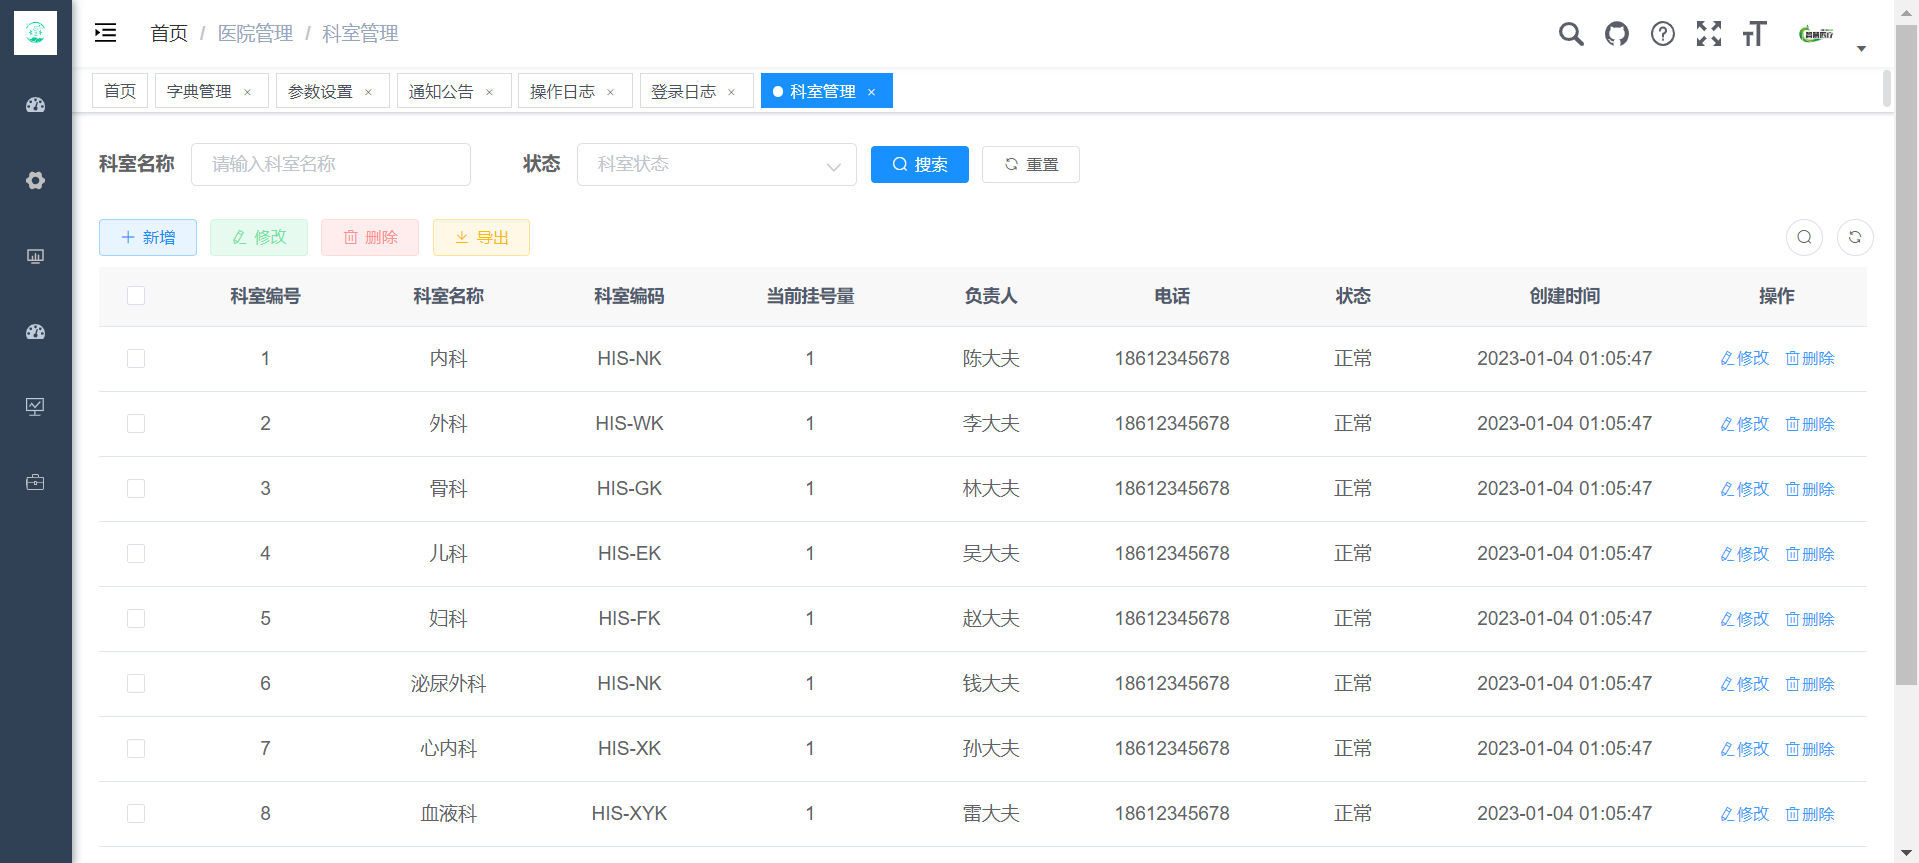 首页 / 医院管理 / 科室管理
首页 字典管理 × 参数设置 × 通知公告 × 操作日志 × 登录日志 × 科室管理 ×
科室名称 请输入科室名称 状态 科室状态 搜索 重置
新增 修改 删除 导出
科室编号 科室名称 科室编码 当前挂号量 负责人 电话 状态 创建时间 操作
1 内科 HIS-NK 1 陈大夫 18612345678 正常 2023-01-04 01:05:47 修改 删除
2 外科 HIS-WK 1 李大夫 18612345678 正常 2023-01-04 01:05:47 修改 删除
3 骨科 HIS-GK 1 林大夫 18612345678 正常 2023-01-04 01:05:47 修改 删除
4 儿科 HIS-EK 1 吴大夫 18612345678 正常 2023-01-04 01:05:47 修改 删除
5 妇科 HIS-FK 1 赵大夫 18612345678 正常 2023-01-04 01:05:47 修改 删除
6 泌尿外科 HIS-NK 1 钱大夫 18612345678 正常 2023-01-04 01:05:47 修改 删除
7 心内科 HIS-XK 1 孙大夫 18612345678 正常 2023-01-04 01:05:47 修改 删除
8 血液科 HIS-XYK 1 雷大夫 18612345678 正常 2023-01-04 01:05:47 修改 删除